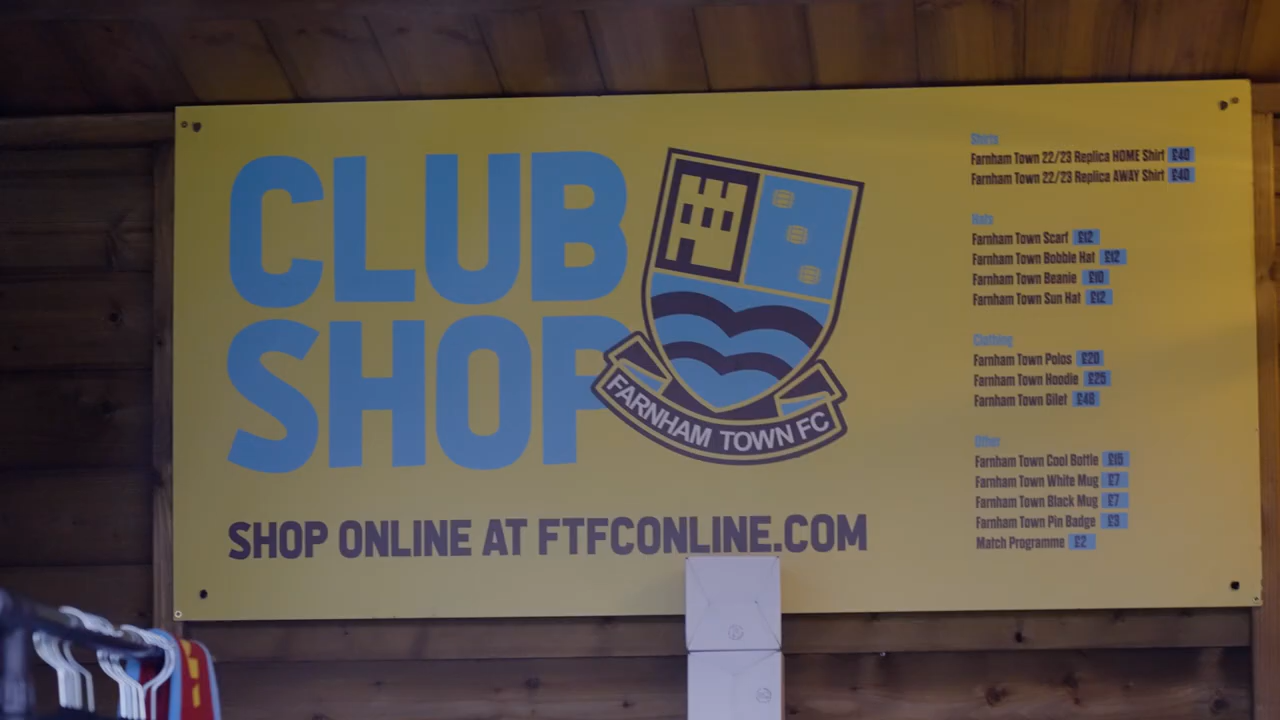 CLUB
SHOP
FARNHAM TOWN FC
SHOP ONLINE AT FTFCONLINE.COM
Shirts
Farnham Town 22/23 Replica HOME Shirt £40
Farnham Town 22/23 Replica AWAY Shirt £40
Hats
Farnham Town Scarf £12
Farnham Town Bobble Hat £12
Farnham Town Beanie £10
Farnham Town Sun Hat £12
Clothing
Farnham Town Polos £20
Farnham Town Hoodie £25
Farnham Town Gilet £48
Other
Farnham Town Cool Bottle £15
Farnham Town White Mug £7
Farnham Town Black Mug £7
Farnham Town Pin Badge £3
Match Programme £2